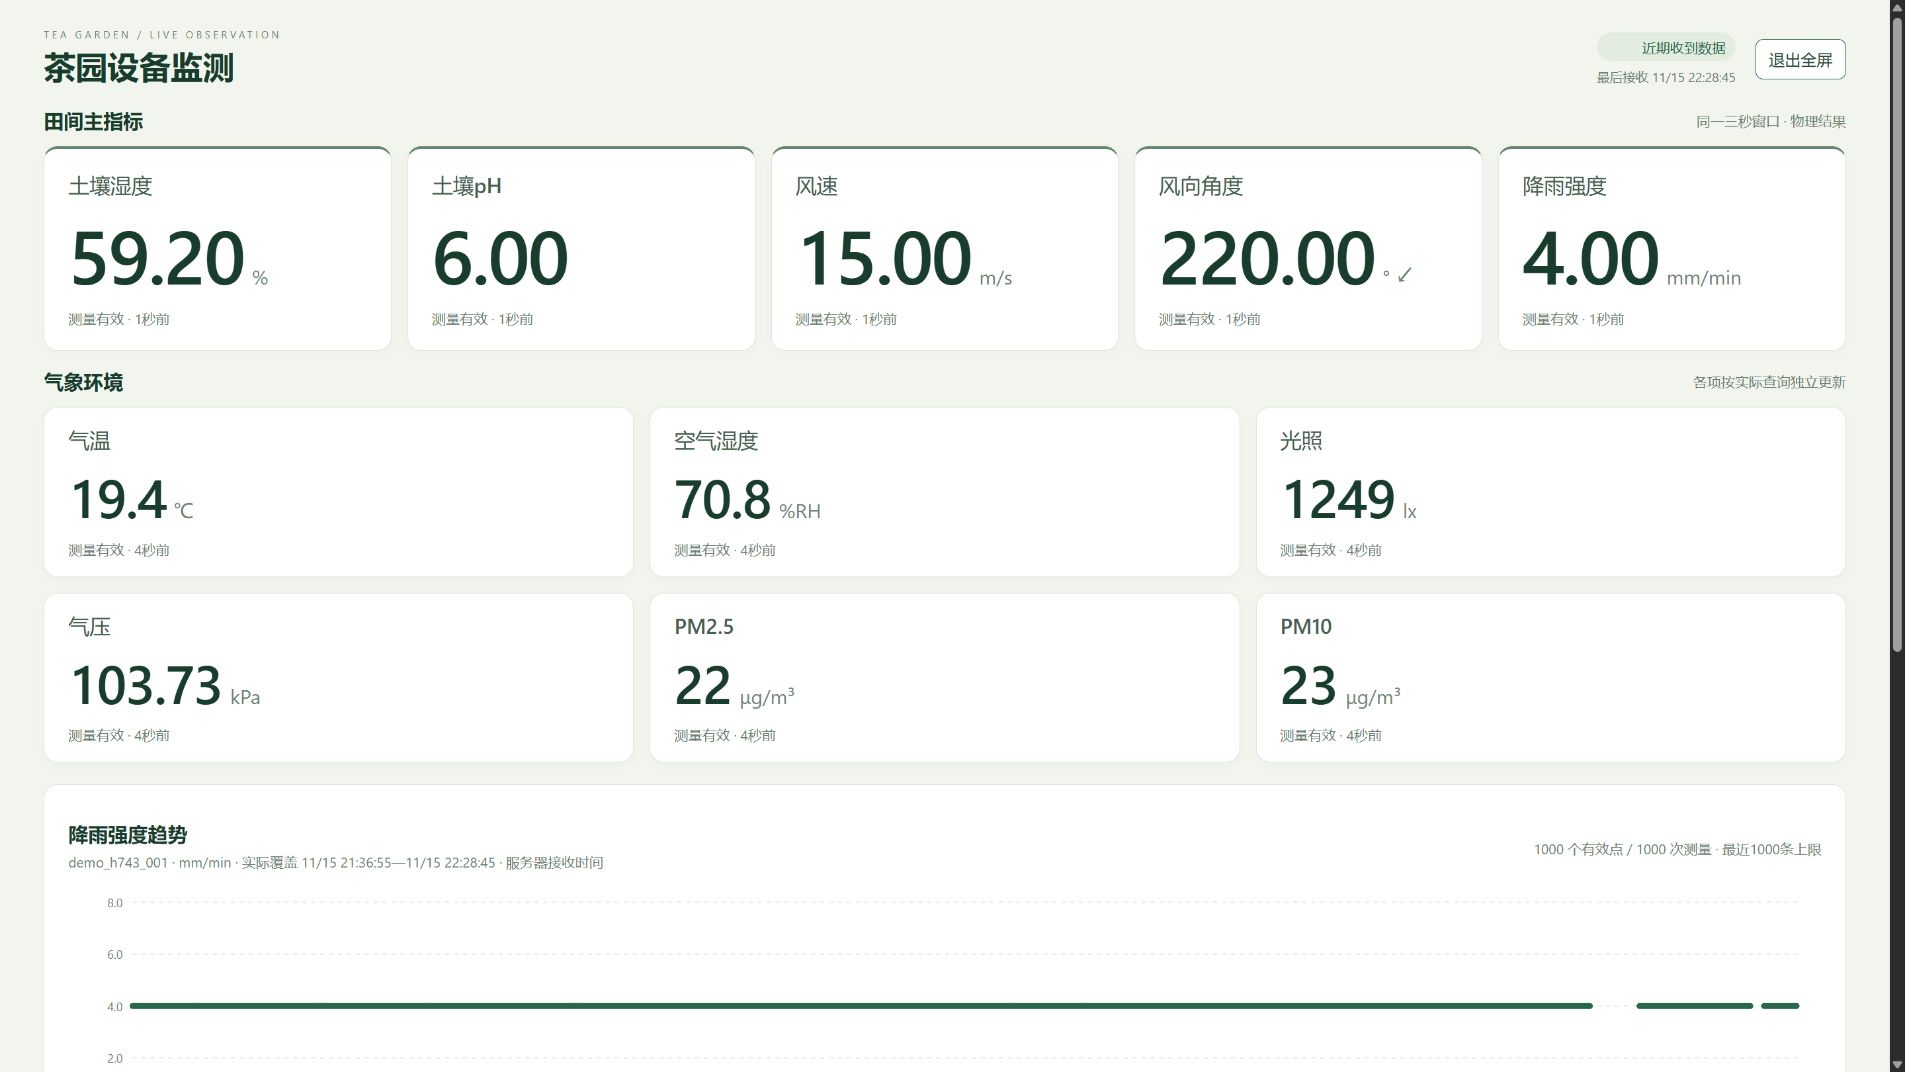 TEA GARDEN / LIVE OBSERVATION
茶园设备监测
近期收到数据
最后接收 11/15 22:28:45
退出全屏
田间主指标
同一三秒窗口 · 物理结果
土壤湿度
59.20 %
测量有效 · 1秒前
土壤pH
6.00
测量有效 · 1秒前
风速
15.00 m/s
测量有效 · 1秒前
风向角度
220.00 ° ↙
测量有效 · 1秒前
降雨强度
4.00 mm/min
测量有效 · 1秒前
气象环境
各项按实际查询独立更新
气温
19.4 ℃
测量有效 · 4秒前
空气湿度
70.8 %RH
测量有效 · 4秒前
光照
1249 lx
测量有效 · 4秒前
气压
103.73 kPa
测量有效 · 4秒前
PM2.5
22 μg/m³
测量有效 · 4秒前
PM10
23 μg/m³
测量有效 · 4秒前
降雨强度趋势
demo_h743_001 · mm/min · 实际覆盖 11/15 21:36:55—11/15 22:28:45 · 服务器接收时间
1000 个有效点 / 1000 次测量 · 最近1000条上限
8.0
6.0
4.0
2.0